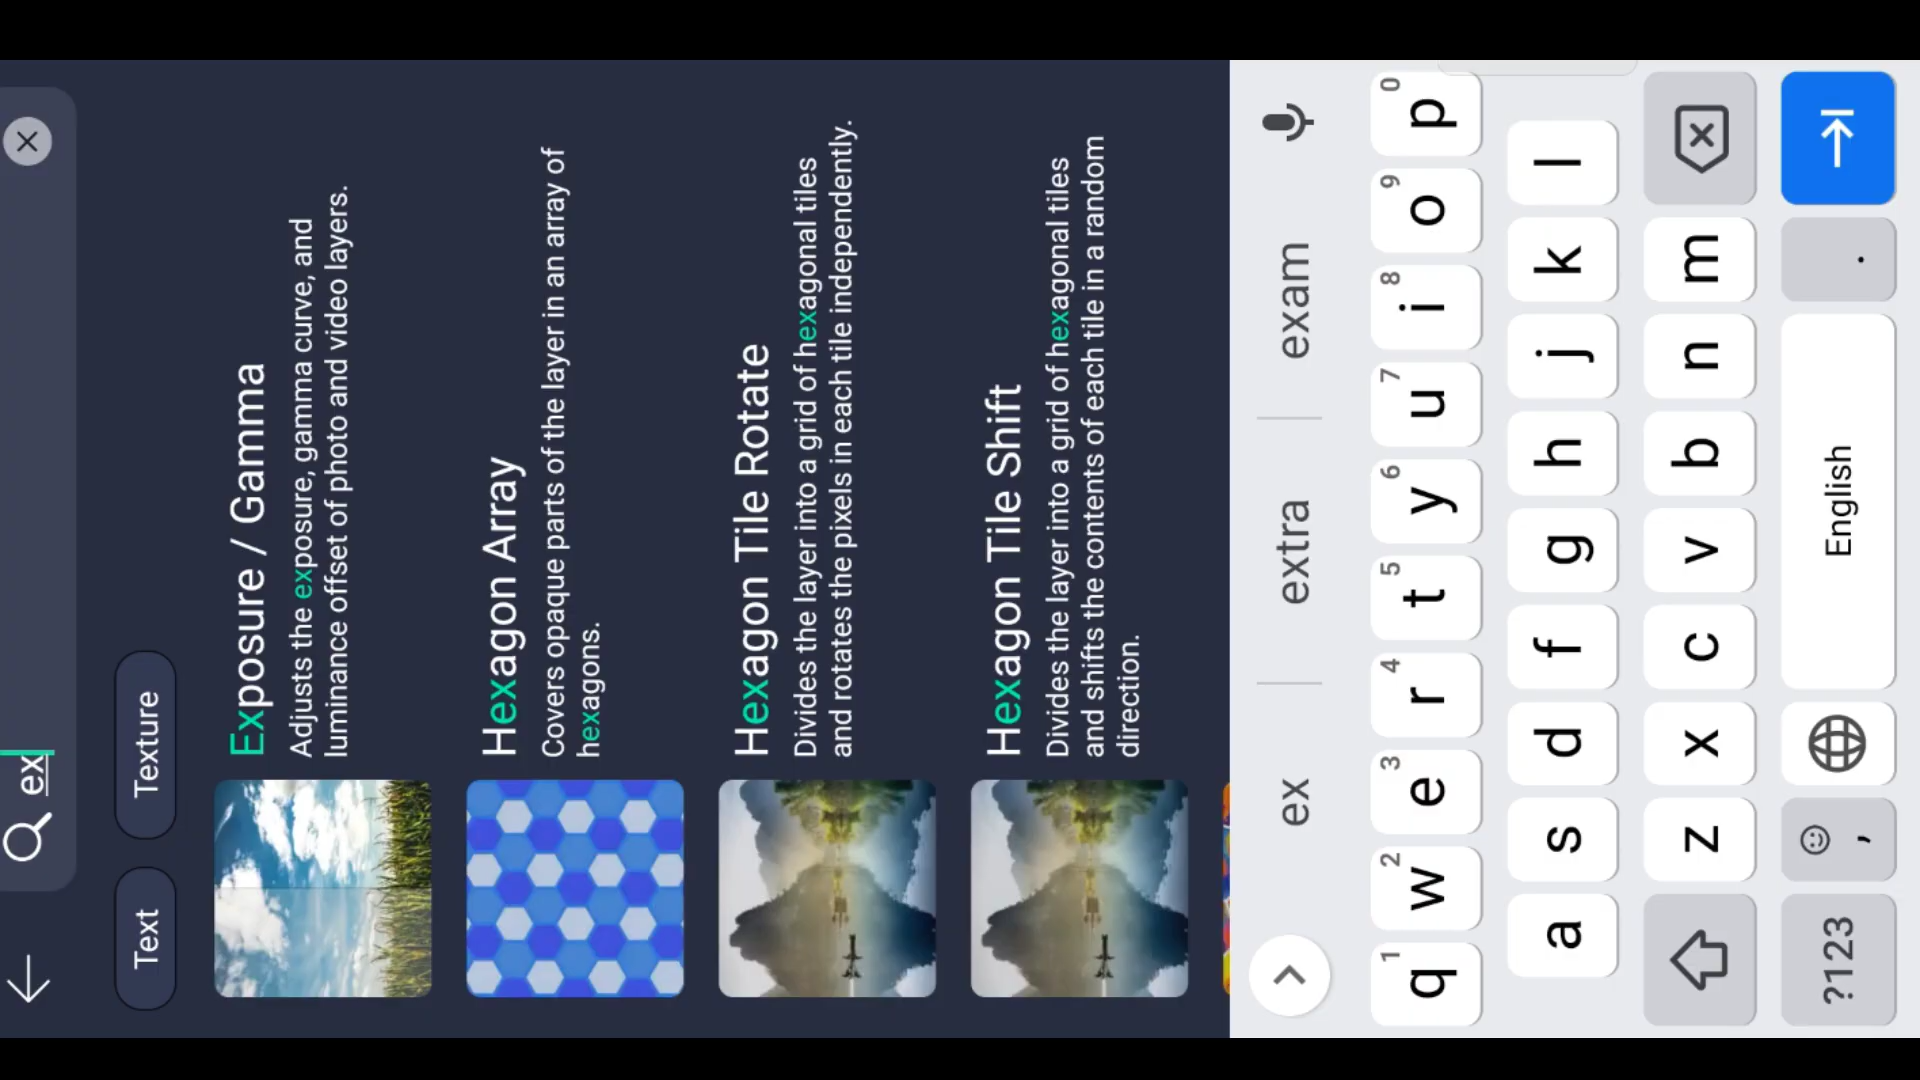 ex
Text
Texture
Exposure / Gamma
Adjusts the exposure, gamma curve, and
luminance offset of photo and video layers.
Hexagon Array
Covers opaque parts of the layer in an array of
hexagons.
Hexagon Tile Rotate
Divides the layer into a grid of hexagonal tiles
and rotates the pixels in each tile independently.
Hexagon Tile Shift
Divides the layer into a grid of hexagonal tiles
and shifts the contents of each tile in a random
direction.
ex extra exam
1 2 3 4 5 6 7 8 9 0
q w e r t y u i o p
a s d f g h j k l
z x c v b n m
?123 , English .